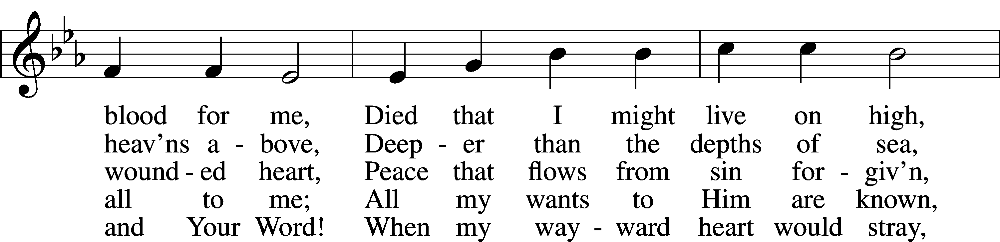 blood for me, Died that I might live on high,
heav’ns a - bove, Deep - er than the depths of sea,
wound - ed heart, Peace that flows from sin for - giv’n,
all to me; All my wants to Him are known,
and Your Word! When my way - ward heart would stray,